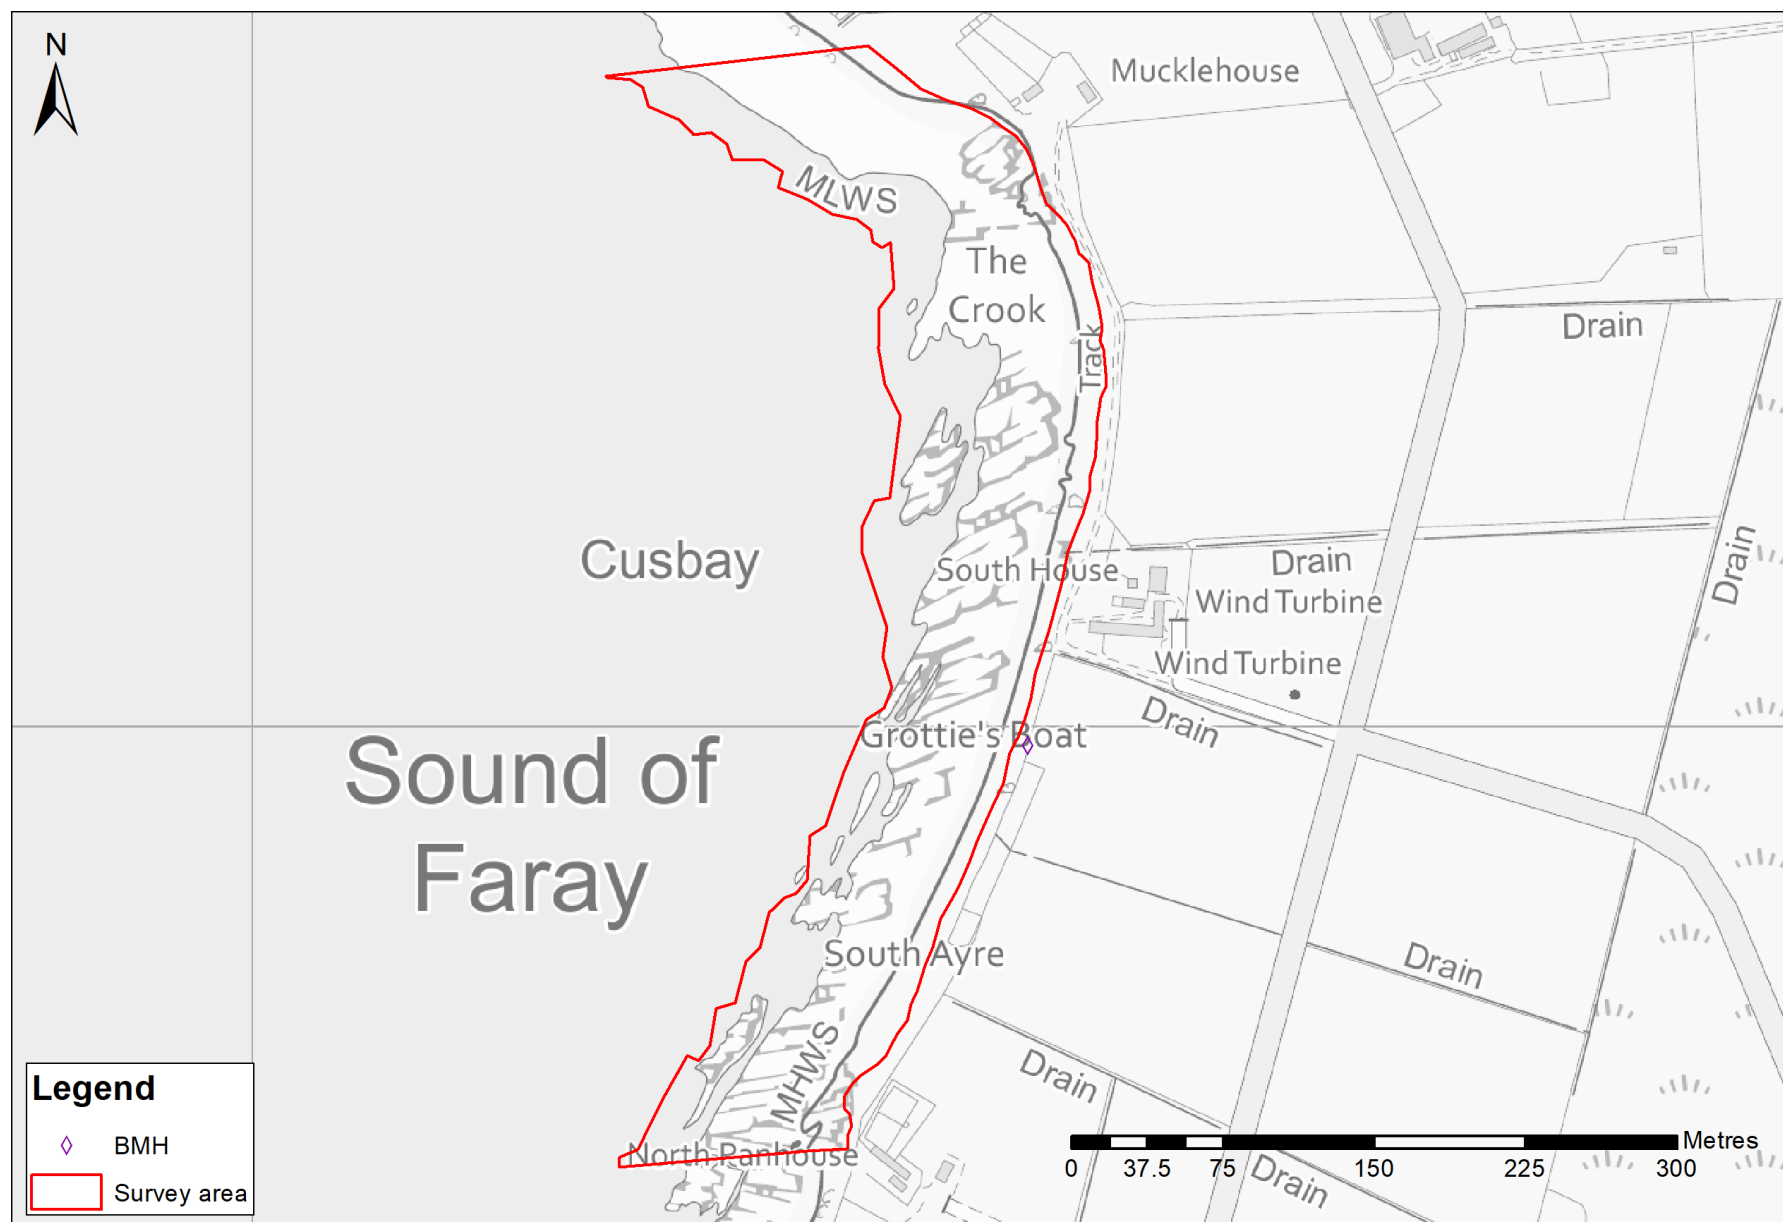 N
Mucklehouse
MLWS
The
Crook
Drain
Track
Cusbay
South House
Drain
Drain
Wind Turbine
Wind Turbine
Drain
Grottie's Boat
Sound of
Faray
South Ayre
Drain
MHWS
Drain
North Panhouse
Drain
Legend
BMH
Survey area
Metres
0 37.5 75 150 225 300